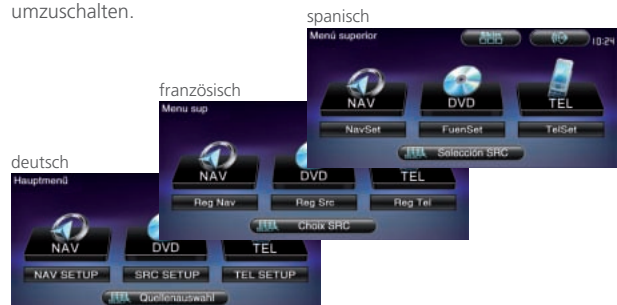 umzuschalten.
spanisch
Menú superior
10:24
NAV DVD TEL
NavSet FuenSet TelSet
Selección SRC
französisch
Menu sup
NAV DVD TEL
Reg Nav Reg Src Reg Tel
Choix SRC
deutsch
Hauptmenü
NAV DVD TEL
NAV SETUP SRC SETUP TEL SETUP
Quellenauswahl